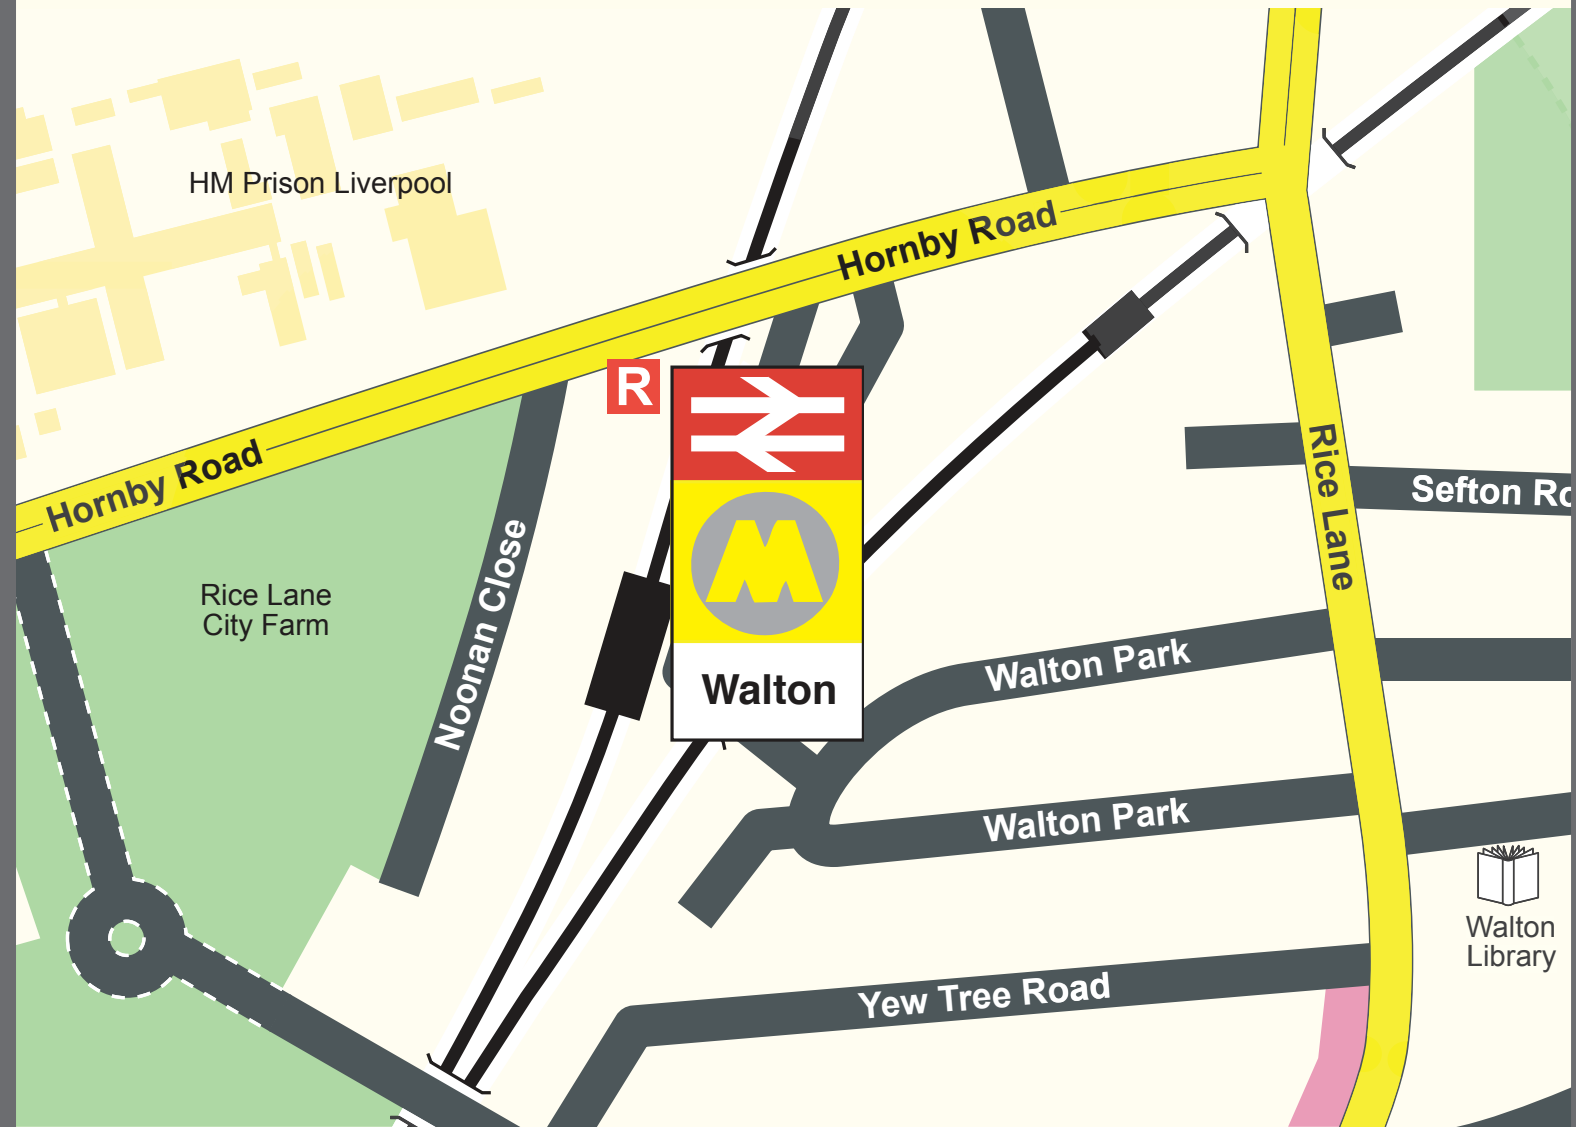 HM Prison Liverpool
Hornby Road
R
Hornby Road
Rice Lane
Sefton
Noonan Close
Rice Lane
City Farm
M
Walton
Walton Park
Walton Park
Walton
Library
Yew Tree Road